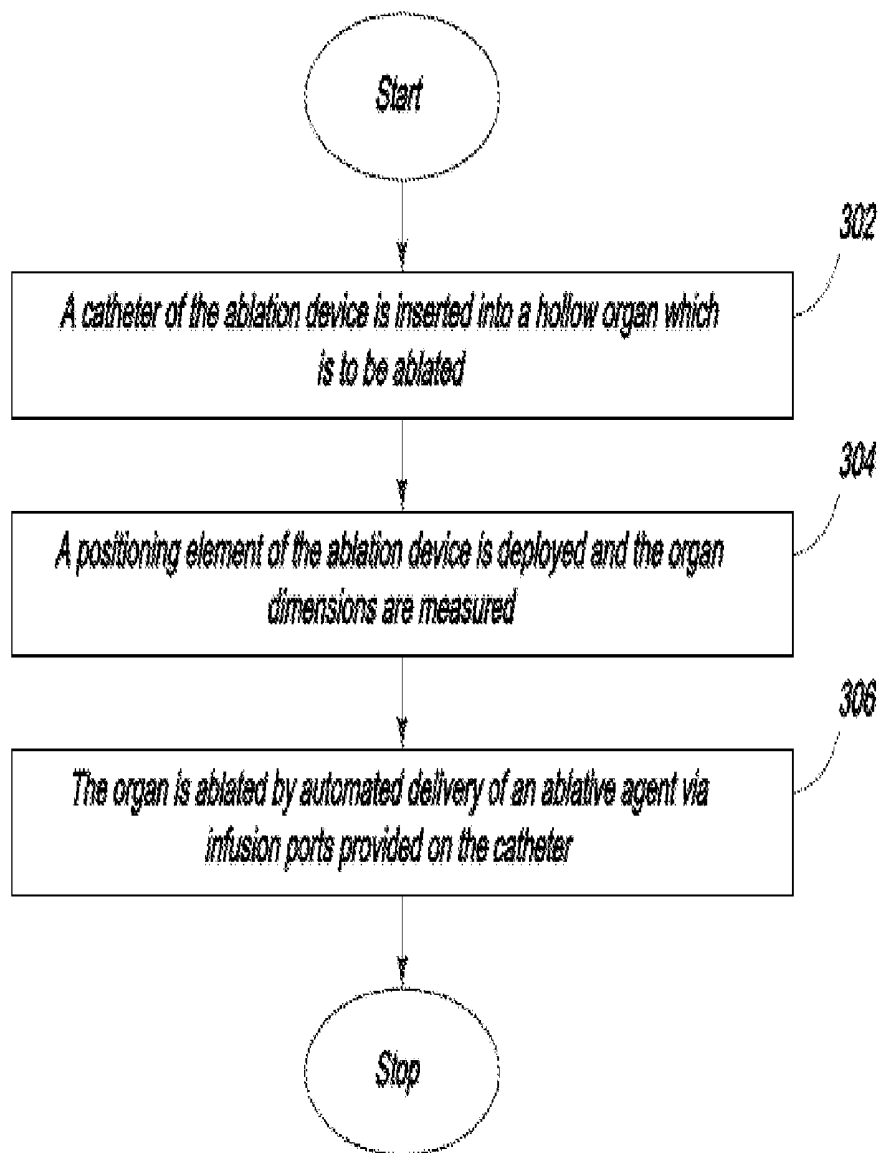 Start
302
A catheter of the ablation device is inserted into a hollow organ which
is to be ablated
304
A positioning element of the ablation device is deployed and the organ
dimensions are measured
306
The organ is ablated by automated delivery of an ablative agent via
infusion ports provided on the catheter
Stop